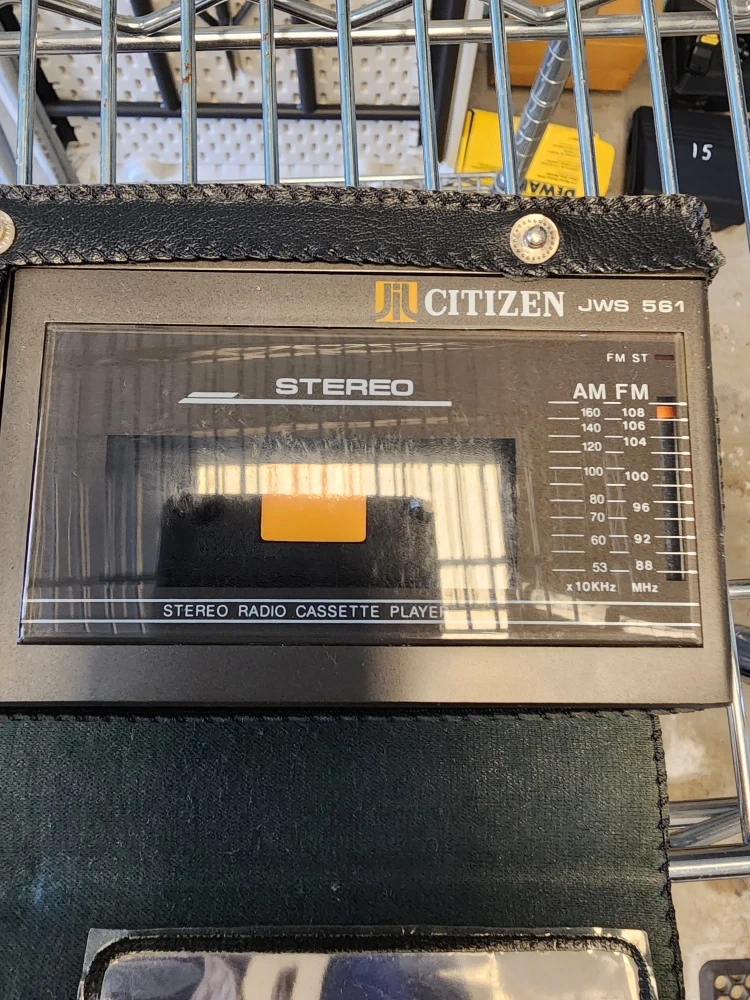 15
DEWA
CITIZEN JWS 561
FM ST
STEREO
AM FM
160 108
140 106
120 104
100 100
80 96
70
60 92
53 88
x10KHz MHz
STEREO RADIO CASSETTE PLAYER